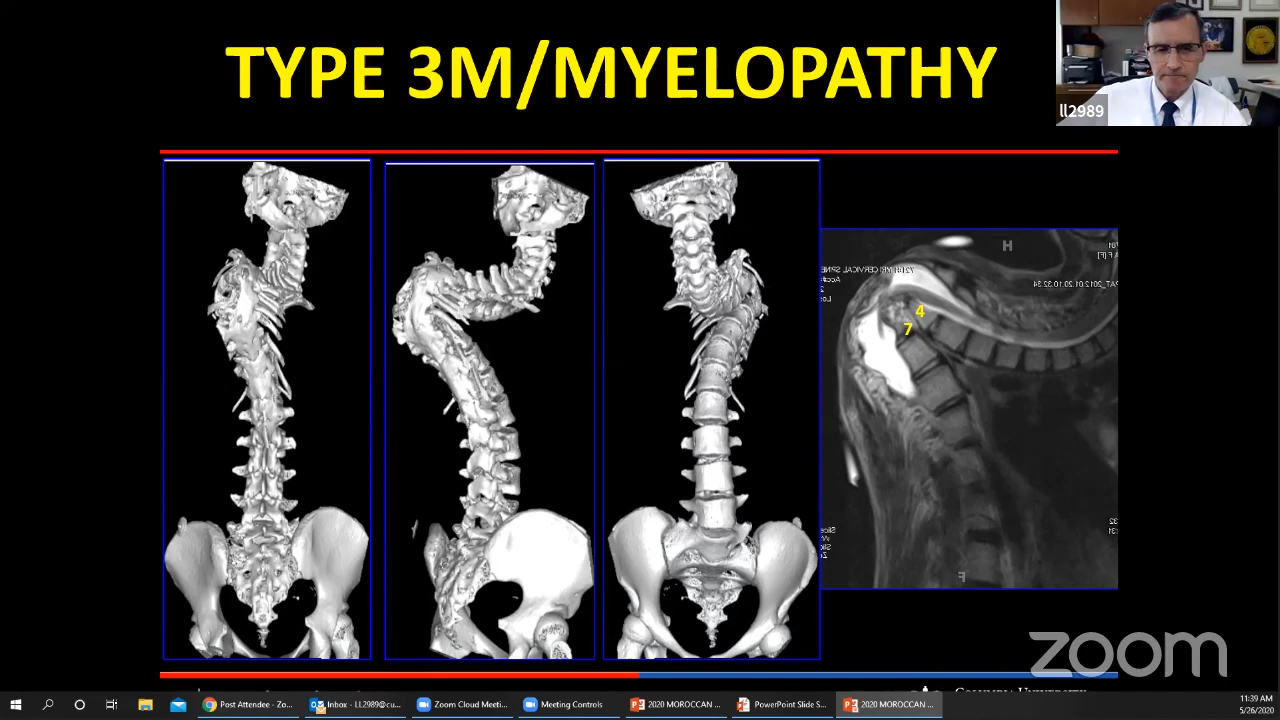 TYPE 3M/MYELOPATHY
ll2989
H
4
7
F
zoom
Post Attendee - Zo...
Inbox - LL2989@cu...
Zoom Cloud Meeti...
Meeting Controls
2020 MOROCCAN ...
PowerPoint Slide S...
2020 MOROCCAN ...
11:39 AM
5/26/2020